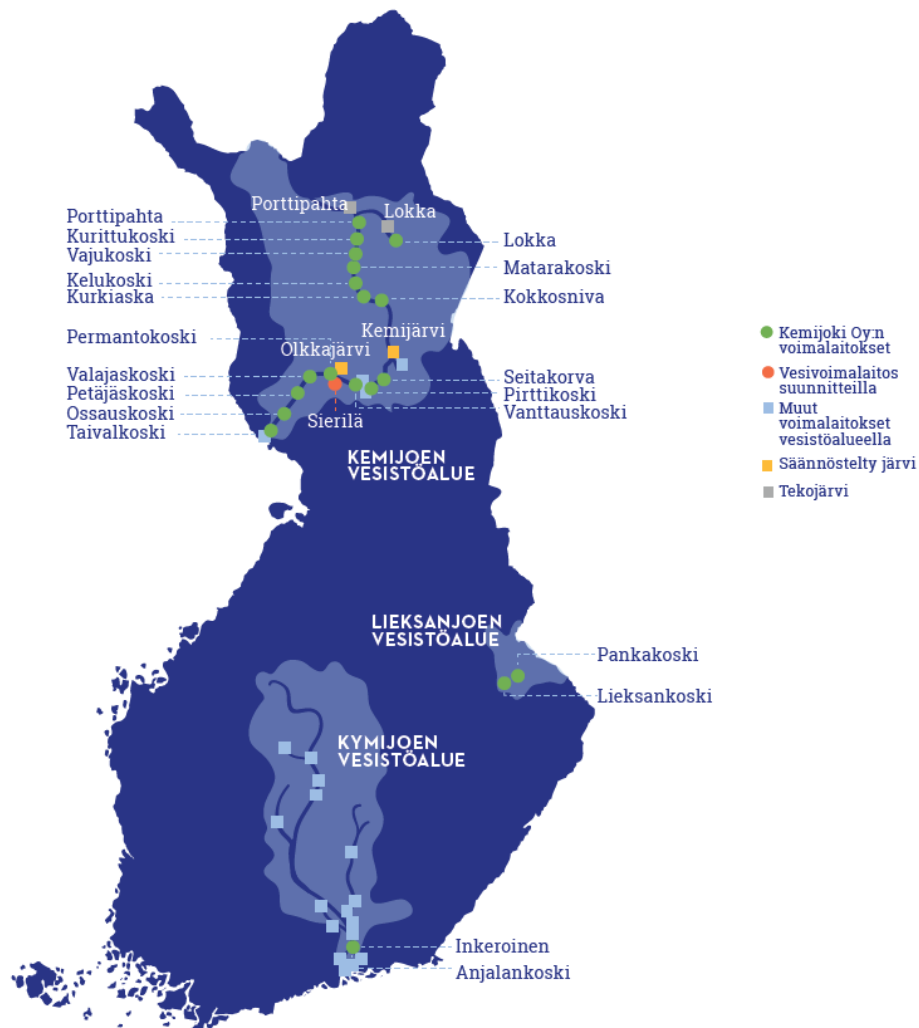 Porttipahta
Lokka
Porttipahta
Kurittukoski
Vajukoski
Kelukoski
Kurkiaska
Lokka
Matarakoski
Kokkosniva
Permantokoski
Kemijärvi
Olkkajärvi
Valajaskoski
Petäjäskoski
Ossauskoski
Taivalkoski
Seitakorva
Pirttikoski
Vanttauskoski
Sierilä
KEMIJOEN
VESISTÖALUE
Kemijoki Oy:n
voimalaitokset
Vesivoimalaitos
suunnitteilla
Muut
voimalaitokset
vesistöalueella
Säännöstelty järvi
Tekojärvi
LIEKSANJOEN
VESISTÖALUE
Pankakoski
Lieksankoski
KYMIJOEN
VESISTÖALUE
Inkeroinen
Anjalankoski